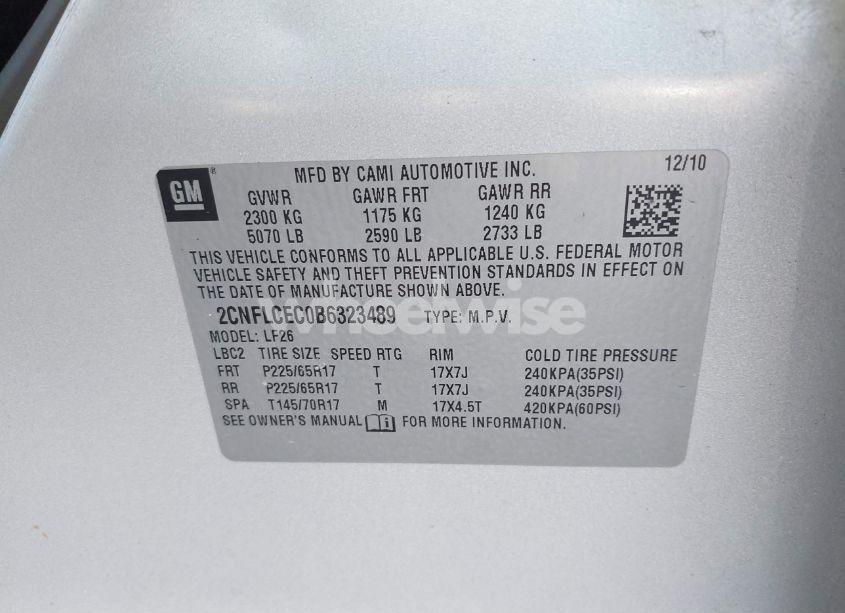 GM
MFD BY CAMI AUTOMOTIVE INC.
12/10
GVWR GAWR FRT GAWR RR
2300 KG 1175 KG 1240 KG
5070 LB 2590 LB 2733 LB
THIS VEHICLE CONFORMS TO ALL APPLICABLE U.S. FEDERAL MOTOR
VEHICLE SAFETY AND THEFT PREVENTION STANDARDS IN EFFECT ON
THE DATE OF MANUFACTURE SHOWN ABOVE.
2CNFLCEC0B6323489 TYPE: M.P.V.
wheelwise
MODEL: LF26
LBC2 TIRE SIZE SPEED RTG RIM COLD TIRE PRESSURE
FRT P225/65R17 T 17X7J 240KPA(35PSI)
RR P225/65R17 T 17X7J 240KPA(35PSI)
SPA T145/70R17 M 17X4.5T 420KPA(60PSI)
SEE OWNER'S MANUAL i FOR MORE INFORMATION.